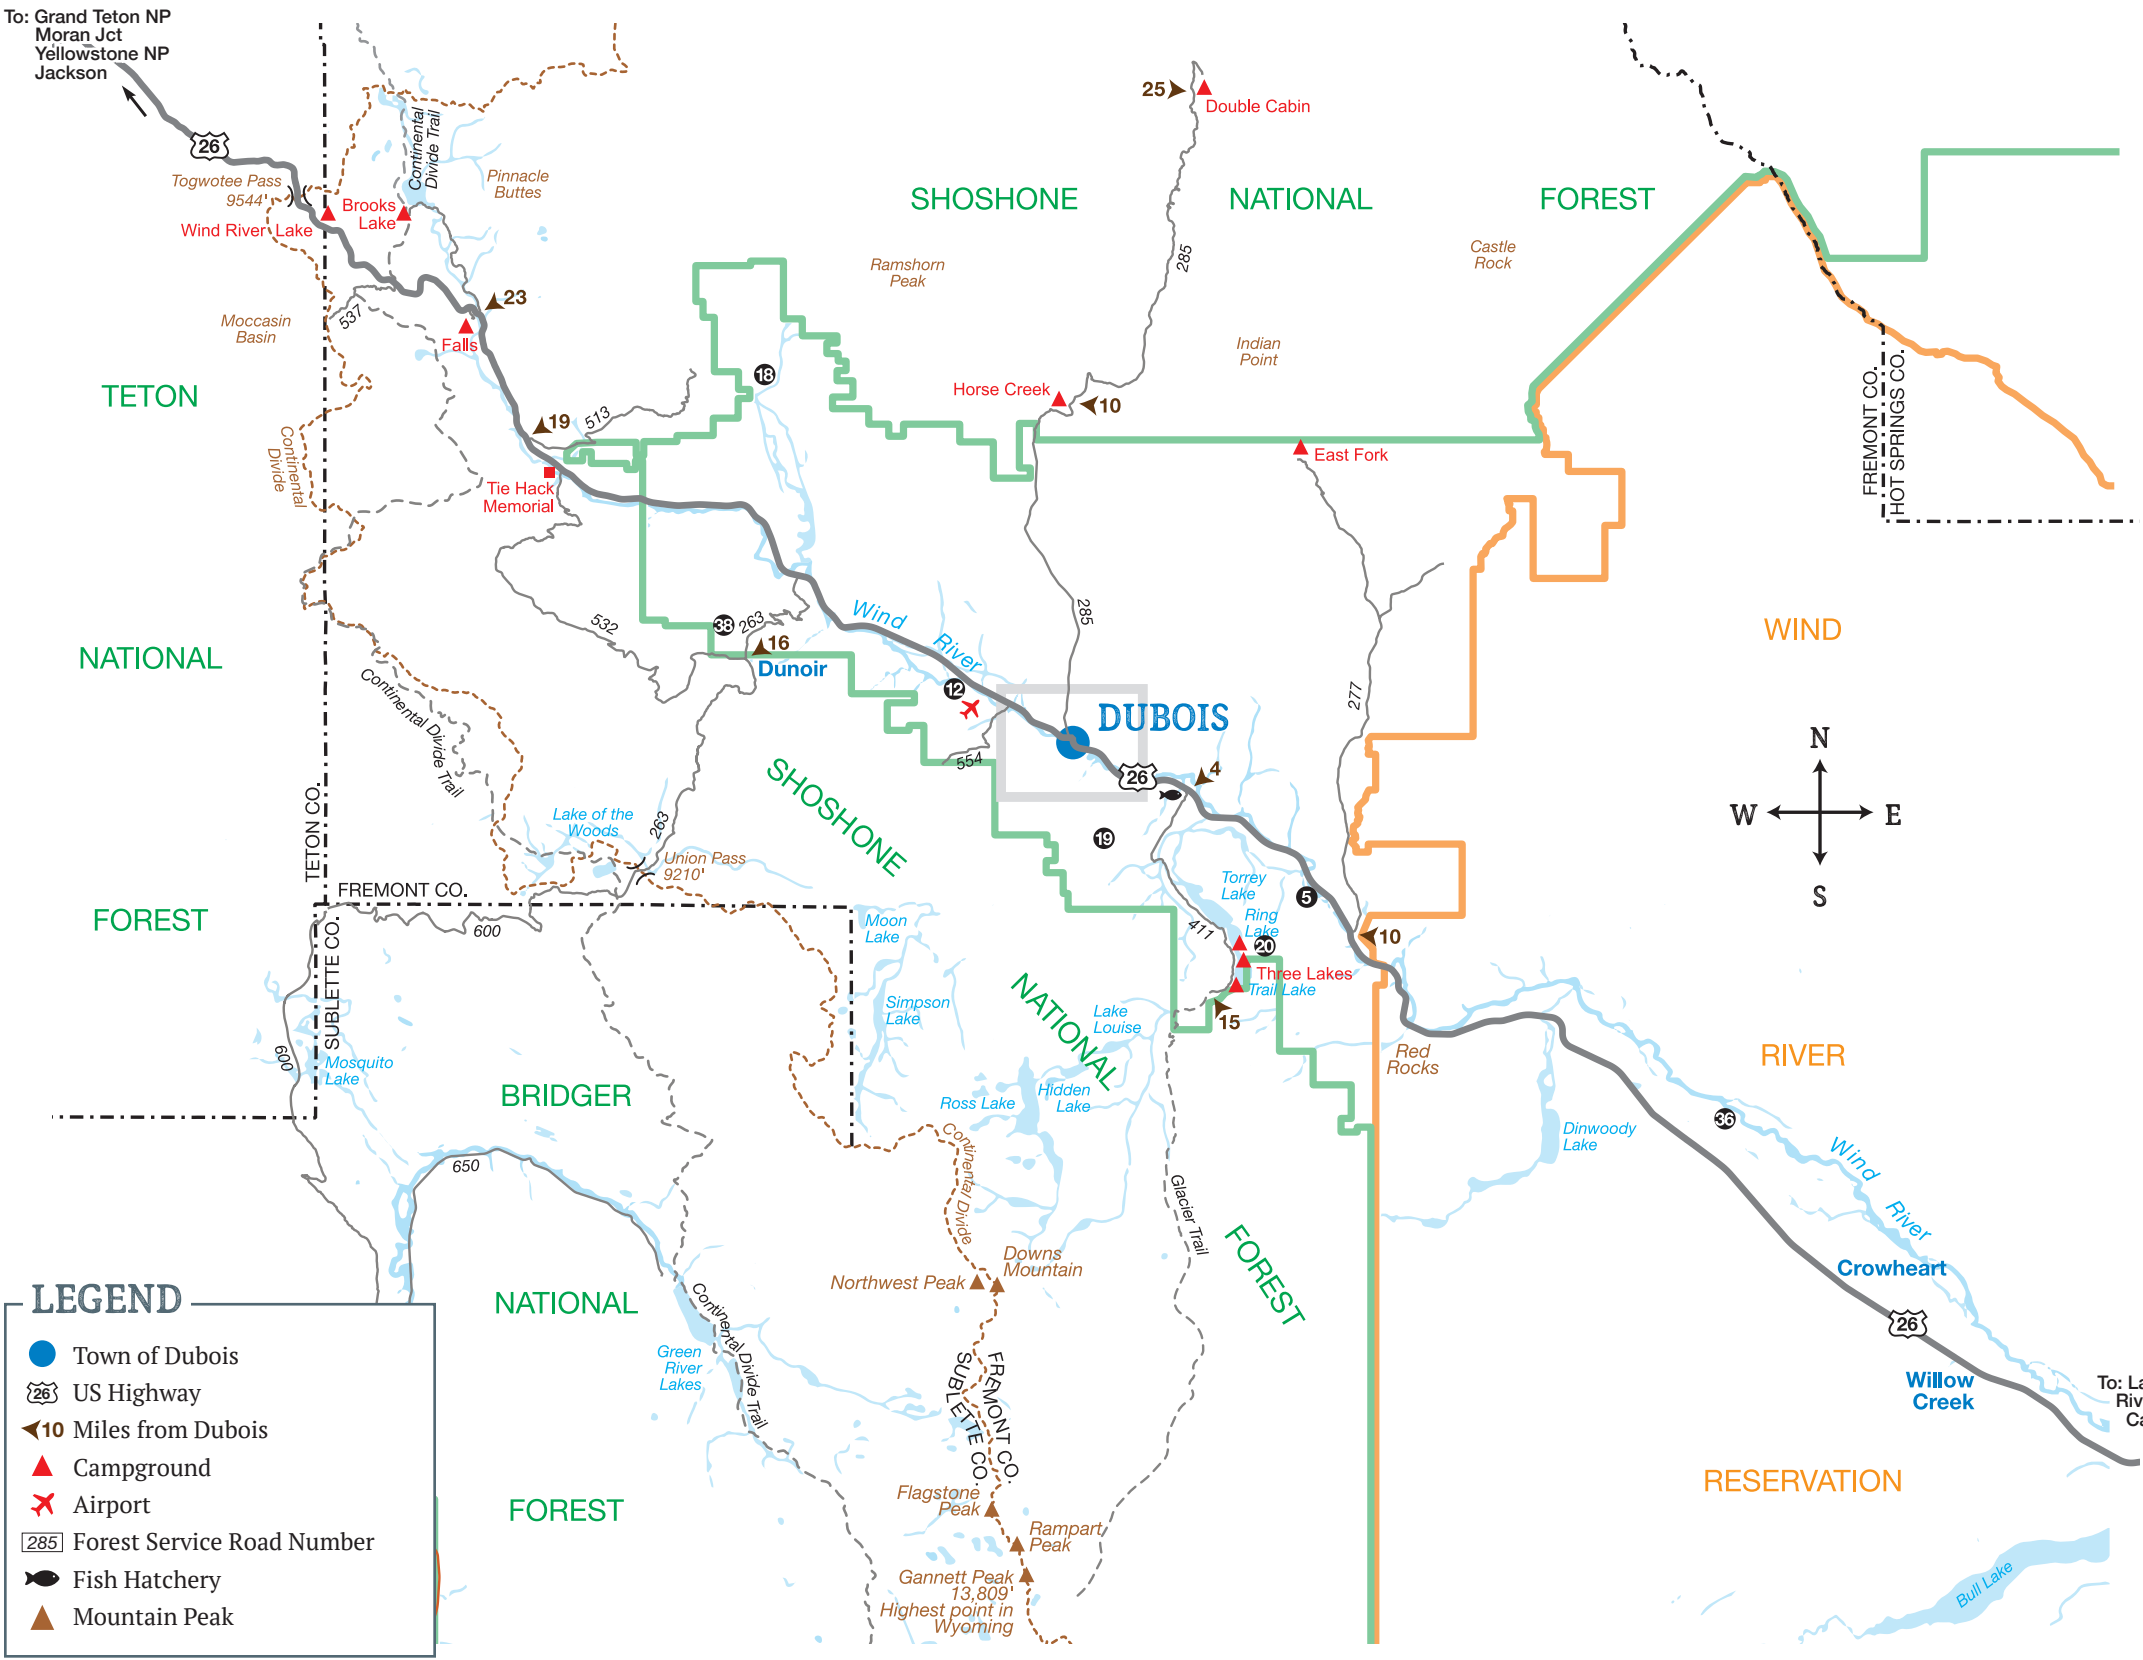 To: Grand Teton NP
Moran Jct
Yellowstone NP
Jackson
26
Togwotee Pass
9544'
Wind River Lake
Brooks
Lake
Continental
Divide Trail
Pinnacle
Buttes
25
Double Cabin
SHOSHONE NATIONAL FOREST
Ramshorn
Peak
285
Castle
Rock
Indian
Point
537
23
Falls
Moccasin
Basin
TETON
18
Horse Creek
10
19
513
Continental
Divide
Tie Hack
Memorial
East Fork
FREMONT CO.
HOT SPRINGS CO.
Wind
River
285
532
38
263
16
Dunoir
NATIONAL
WIND
Continental Divide Trail
12
554
DUBOIS
277
26
4
N
W
E
S
SHOSHONE
TETON CO.
Lake of the
Woods
263
Union Pass
9210'
19
5
Torrey
Lake
Ring
Lake
411
20
10
Three Lakes
Trail Lake
15
FREMONT CO.
FOREST
SUBLETTE CO.
600
Moon
Lake
Simpson
Lake
NATIONAL
Lake
Louise
Red
Rocks
RIVER
600
Mosquito
Lake
BRIDGER
Ross Lake
Hidden
Lake
36
Dinwoody
Lake
Wind
River
650
Continental Divide
Glacier Trail
FOREST
Northwest Peak
Downs
Mountain
Crowheart
26
NATIONAL
Continental Divide Trail
Green
River
Lakes
SUBLETTE CO.
FREMONT CO.
Willow
Creek
To: La
Riv
Ca
FOREST
Flagstone
Peak
Rampart
Peak
Gannett Peak
13,809'
Highest point in
Wyoming
RESERVATION
Bull Lake
LEGEND
Town of Dubois
26 US Highway
10 Miles from Dubois
Campground
Airport
285 Forest Service Road Number
Fish Hatchery
Mountain Peak